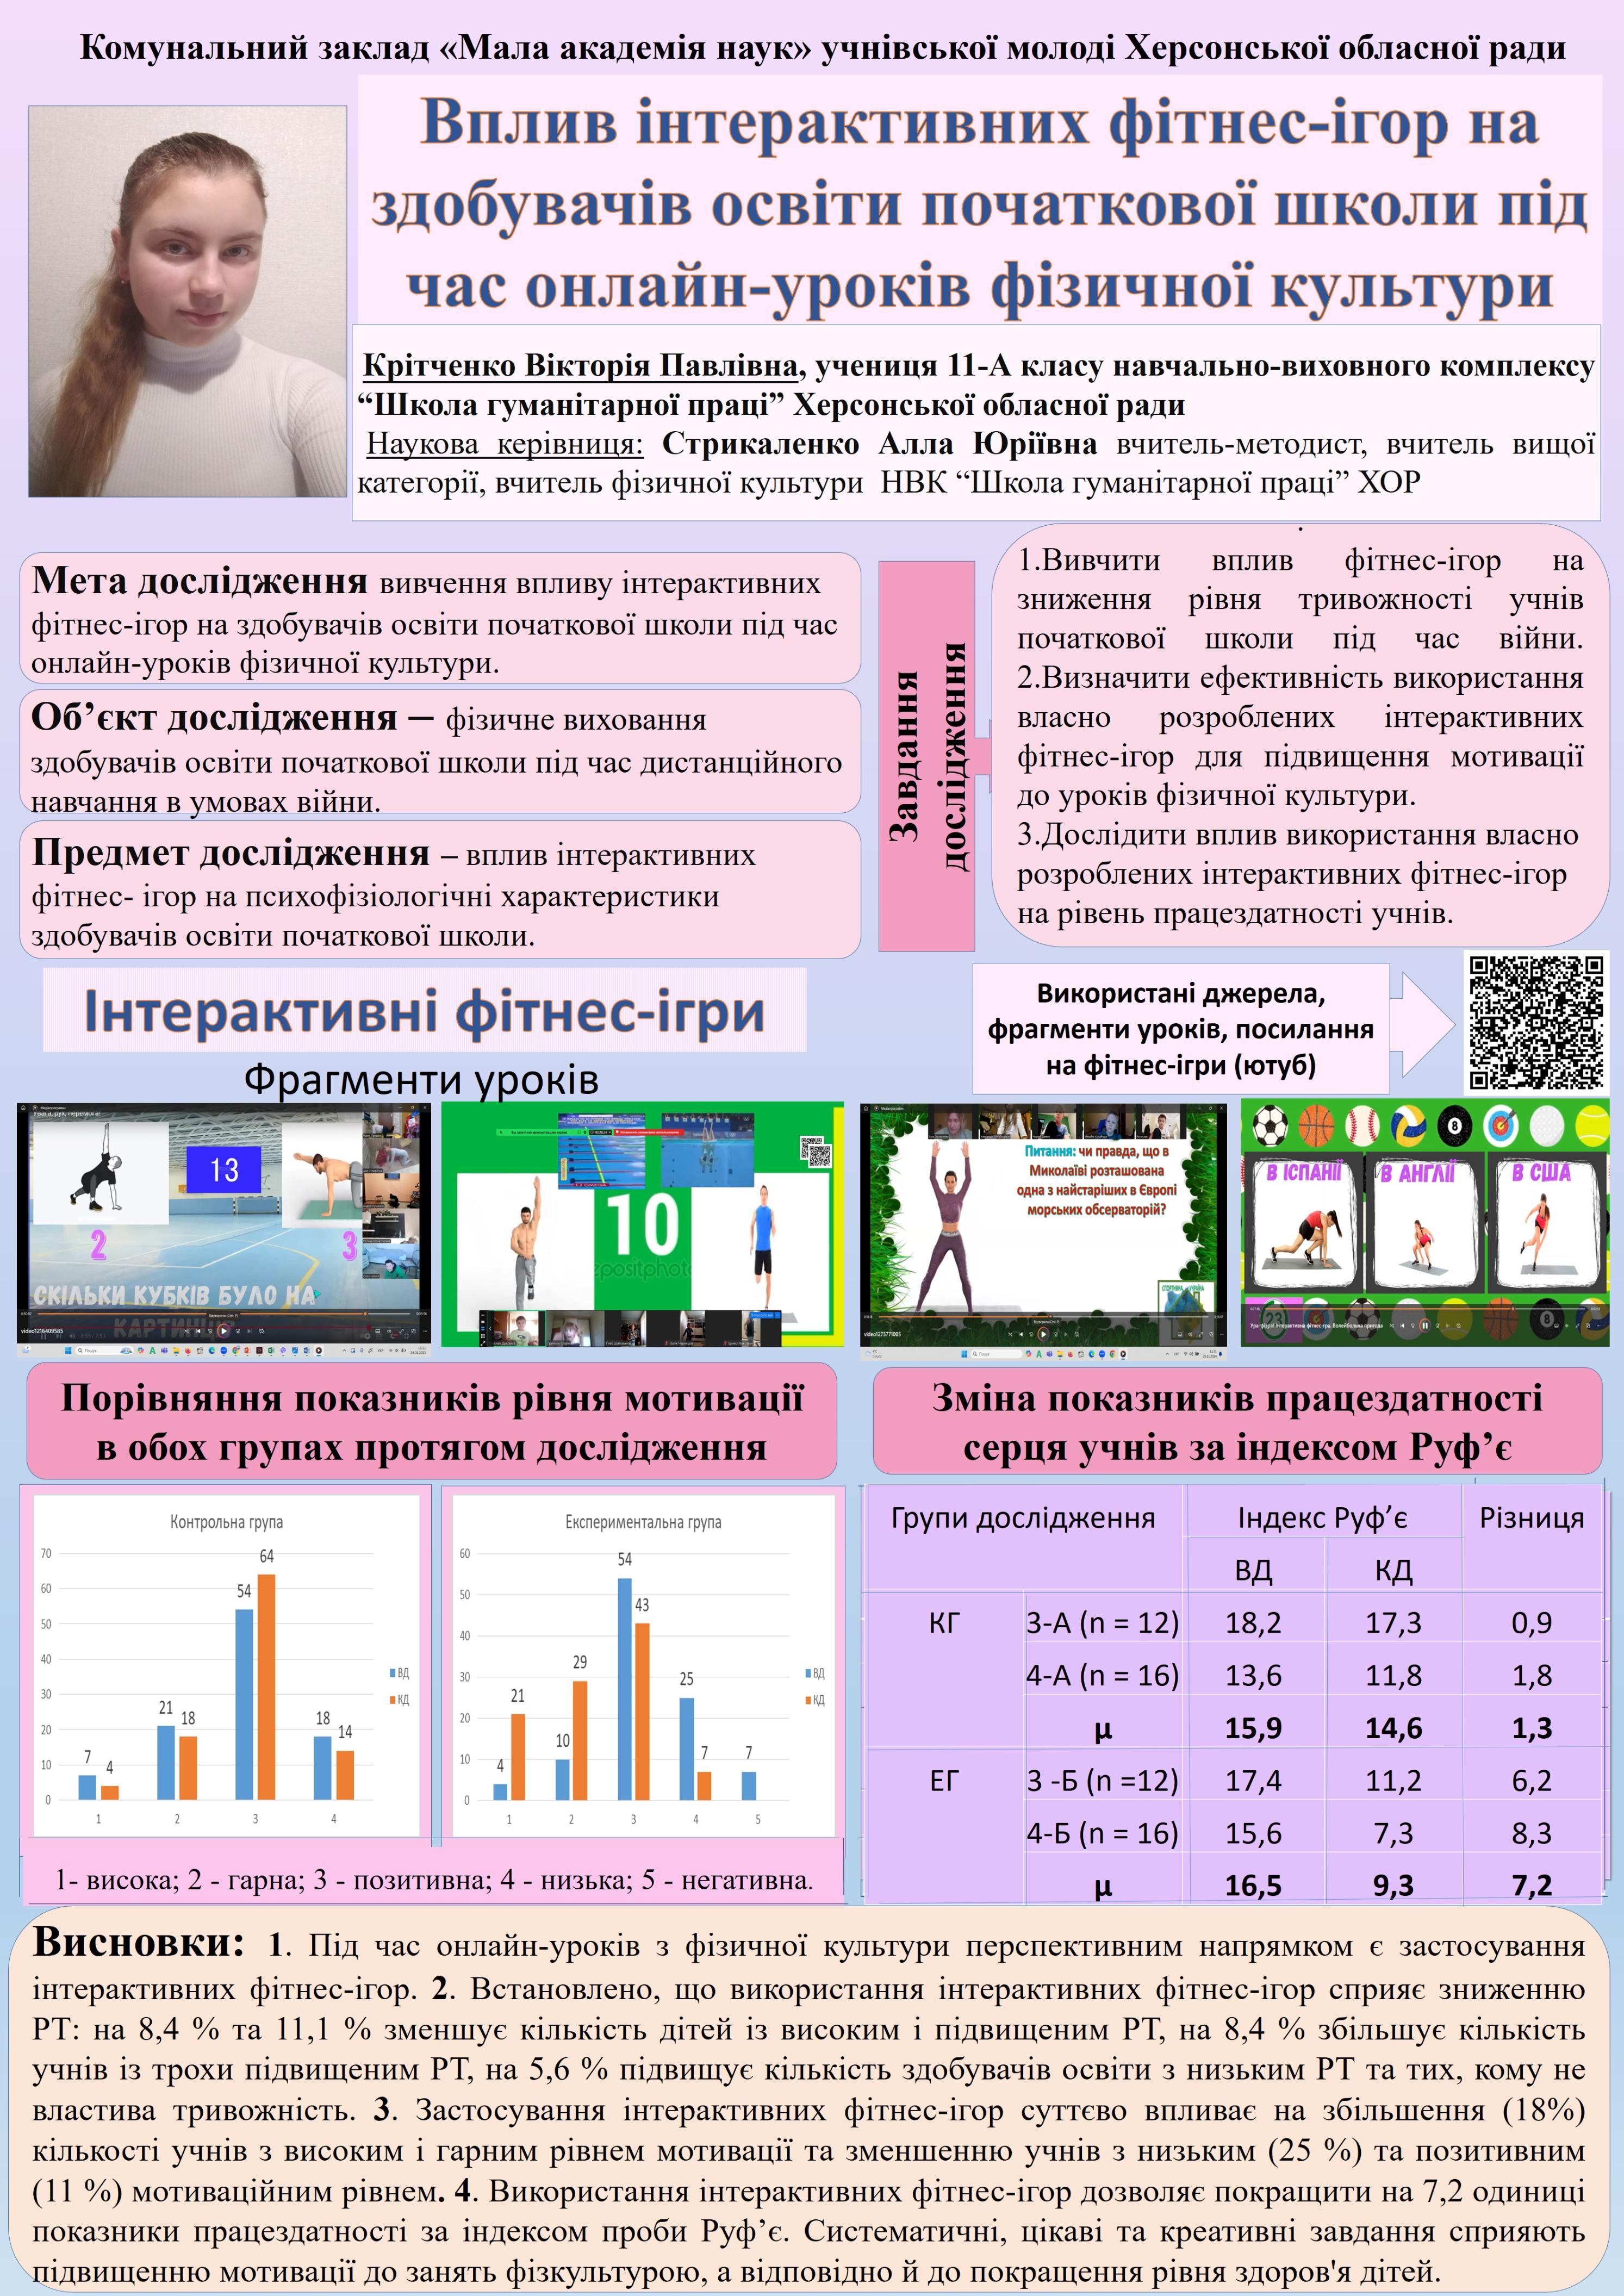 Комунальний заклад «Мала академія наук» учнівської молоді Херсонської обласної ради
Вплив інтерактивних фітнес-ігор на
здобувачів освіти початкової школи під
час онлайн-уроків фізичної культури
Крітченко Вікторія Павлівна, учениця 11-А класу навчально-виховного комплексу
“Школа гуманітарної праці” Херсонської обласної ради
Наукова керівниця: Стрикаленко Алла Юріївна вчитель-методист, вчитель вищої
категорії, вчитель фізичної культури НВК “Школа гуманітарної праці” ХОР
Мета дослідження вивчення впливу інтерактивних
фітнес-ігор на здобувачів освіти початкової школи під час
онлайн-уроків фізичної культури.
Об’єкт дослідження – фізичне виховання
здобувачів освіти початкової школи під час дистанційного
навчання в умовах війни.
Предмет дослідження – вплив інтерактивних
фітнес- ігор на психофізіологічні характеристики
здобувачів освіти початкової школи.
Завдання
дослідження
.
1.Вивчити вплив фітнес-ігор на
зниження рівня тривожності учнів
початкової школи під час війни.
2.Визначити ефективність використання
власно розроблених інтерактивних
фітнес-ігор для підвищення мотивації
до уроків фізичної культури.
3.Дослідити вплив використання власно
розроблених інтерактивних фітнес-ігор
на рівень працездатності учнів.
Інтерактивні фітнес-ігри
Використані джерела,
фрагменти уроків, посилання
на фітнес-ігри (ютуб)
Фрагменти уроків
13
2
3
СКІЛЬКИ КУБКІВ БУЛО НА
КАРТИН
video1216409585
10
depositphotos
Питання: чи правда, що в
Миколаїві розташована
одна з найстаріших в Європі
морських обсерваторій?
video1275771005
8
В ІСПАНІЇ
В АНГЛІЇ
В США
8
Порівняння показників рівня мотивації
в обох групах протягом дослідження
Зміна показників працездатності
серця учнів за індексом Руф’є
Контрольна група
70
60
50
40
30
20
10
0
7 4
21 18
54 64
18 14
1 2 3 4
ВД
КД
Експериментальна група
60
50
40
30
20
10
0
4 21
10 29
54 43
25 7
7
1 2 3 4 5
ВД
КД
1- висока; 2 - гарна; 3 - позитивна; 4 - низька; 5 - негативна.
Групи дослідження Індекс Руф’є Різниця
ВД КД
КГ 3-А (n = 12) 18,2 17,3 0,9
4-А (n = 16) 13,6 11,8 1,8
μ 15,9 14,6 1,3
ЕГ 3 -Б (n =12) 17,4 11,2 6,2
4-Б (n = 16) 15,6 7,3 8,3
μ 16,5 9,3 7,2
Висновки: 1. Під час онлайн-уроків з фізичної культури перспективним напрямком є застосування
інтерактивних фітнес-ігор. 2. Встановлено, що використання інтерактивних фітнес-ігор сприяє зниженню
РТ: на 8,4 % та 11,1 % зменшує кількість дітей із високим і підвищеним РТ, на 8,4 % збільшує кількість
учнів із трохи підвищеним РТ, на 5,6 % підвищує кількість здобувачів освіти з низьким РТ та тих, кому не
властива тривожність. 3. Застосування інтерактивних фітнес-ігор суттєво впливає на збільшення (18%)
кількості учнів з високим і гарним рівнем мотивації та зменшенню учнів з низьким (25 %) та позитивним
(11 %) мотиваційним рівнем. 4. Використання інтерактивних фітнес-ігор дозволяє покращити на 7,2 одиниці
показники працездатності за індексом проби Руф’є. Систематичні, цікаві та креативні завдання сприяють
підвищенню мотивації до занять фізкультурою, а відповідно й до покращення рівня здоров'я дітей.